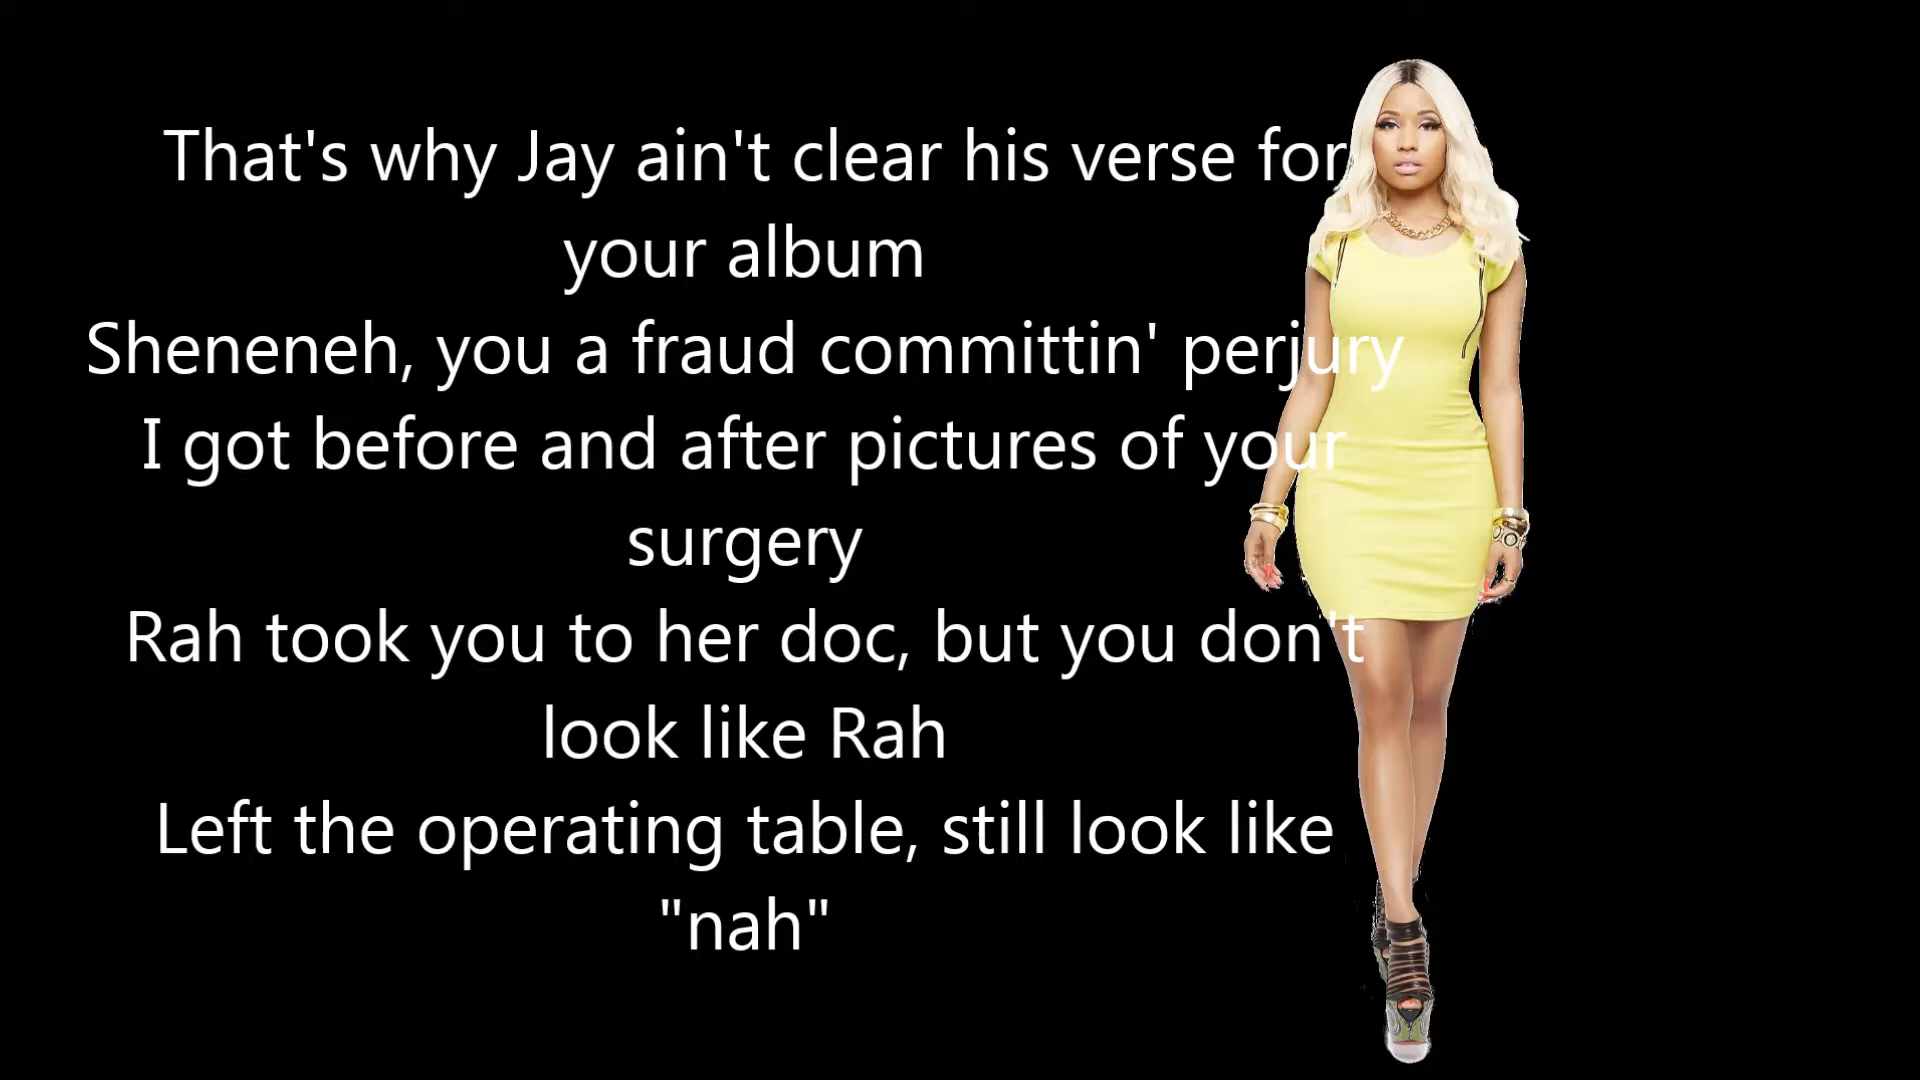 That's why Jay ain't clear his verse for
your album
Sheneneh, you a fraud committin' perjury
I got before and after pictures of your
surgery
Rah took you to her doc, but you don't
look like Rah
Left the operating table, still look like
"nah"